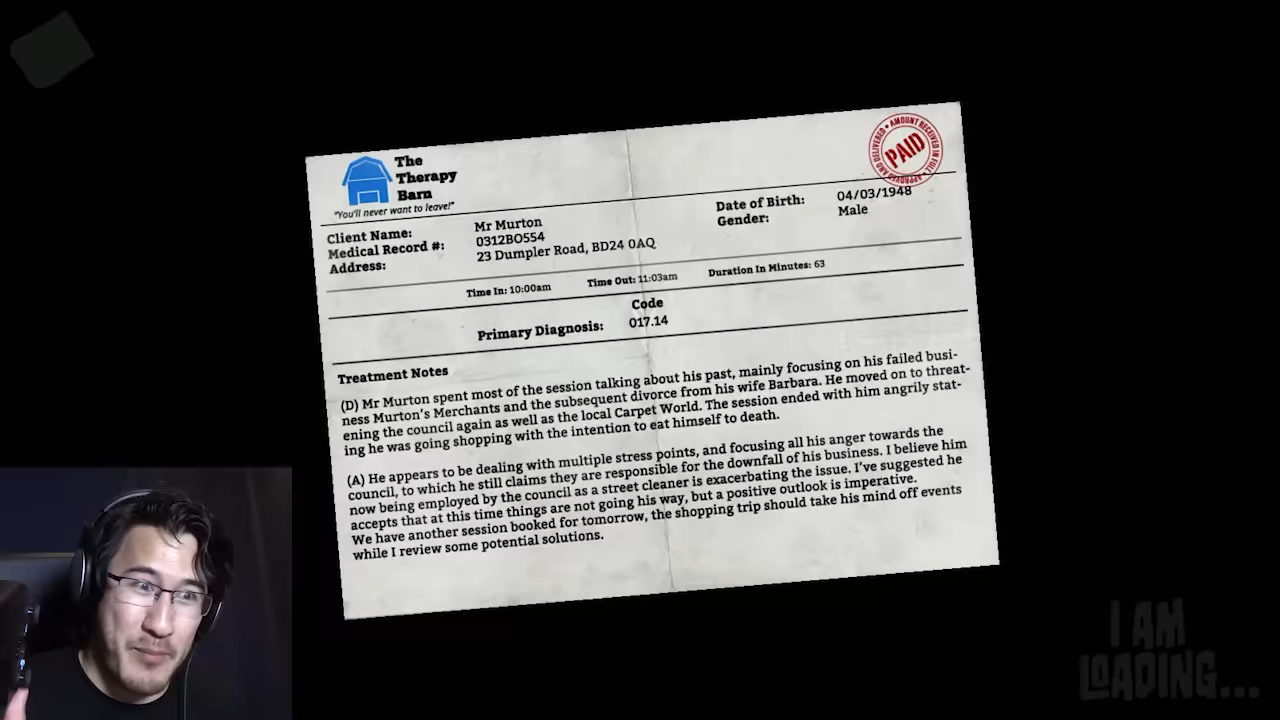 The
Therapy
Barn
"You'll never want to leave!"
AMOUNT RECEIVED IN FULL • APPROVED AND DELIVERED •
PAID
Client Name: Mr Murton
Medical Record #: 0312BO554
Address: 23 Dumpler Road, BD24 0AQ
Date of Birth: 04/03/1948
Gender: Male
Time In: 10:00am Time Out: 11:03am Duration In Minutes: 63
Code
Primary Diagnosis: 017.14
Treatment Notes
(D) Mr Murton spent most of the session talking about his past, mainly focusing on his failed busi-
ness Murton's Merchants and the subsequent divorce from his wife Barbara. He moved on to threat-
ening the council again as well as the local Carpet World. The session ended with him angrily stat-
ing he was going shopping with the intention to eat himself to death.
(A) He appears to be dealing with multiple stress points, and focusing all his anger towards the
council, to which he still claims they are responsible for the downfall of his business. I believe him
now being employed by the council as a street cleaner is exacerbating the issue. I've suggested he
accepts that at this time things are not going his way, but a positive outlook is imperative.
We have another session booked for tomorrow, the shopping trip should take his mind off events
while I review some potential solutions.
I AM
LOADING...